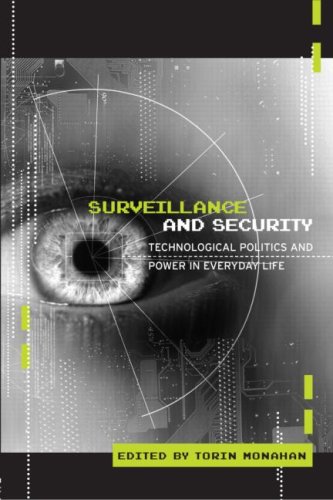 SURVEILLANCE
AND SECURITY
TECHNOLOGICAL POLITICS AND
POWER IN EVERYDAY LIFE
EDITED BY TORIN MONAHAN